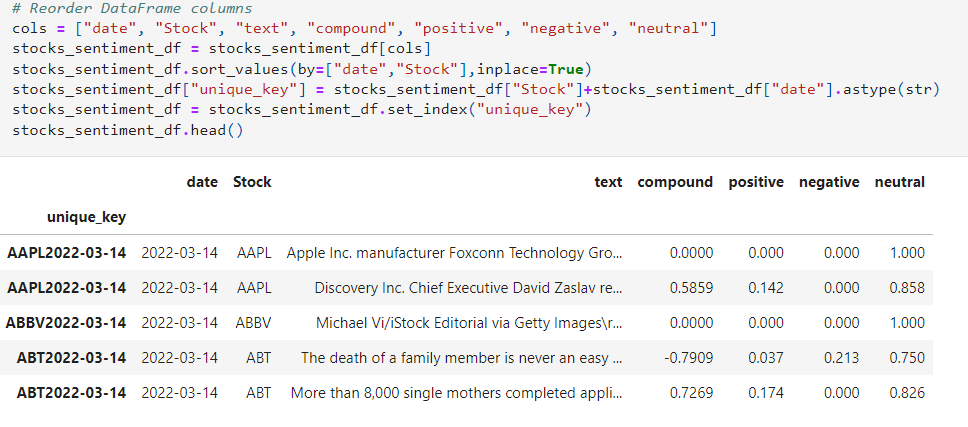 # Reorder DataFrame columns
cols = ["date", "Stock", "text", "compound", "positive", "negative", "neutral"]
stocks_sentiment_df = stocks_sentiment_df[cols]
stocks_sentiment_df.sort_values(by=["date","Stock"],inplace=True)
stocks_sentiment_df["unique_key"] = stocks_sentiment_df["Stock"]+stocks_sentiment_df["date"].astype(str)
stocks_sentiment_df = stocks_sentiment_df.set_index("unique_key")
stocks_sentiment_df.head()
date Stock text compound positive negative neutral
unique_key
AAPL2022-03-14 2022-03-14 AAPL Apple Inc. manufacturer Foxconn Technology Gro... 0.0000 0.000 0.000 1.000
AAPL2022-03-14 2022-03-14 AAPL Discovery Inc. Chief Executive David Zaslav re... 0.5859 0.142 0.000 0.858
ABBV2022-03-14 2022-03-14 ABBV Michael Vi/iStock Editorial via Getty Images\r... 0.0000 0.000 0.000 1.000
ABT2022-03-14 2022-03-14 ABT The death of a family member is never an easy ... -0.7909 0.037 0.213 0.750
ABT2022-03-14 2022-03-14 ABT More than 8,000 single mothers completed appli... 0.7269 0.174 0.000 0.826